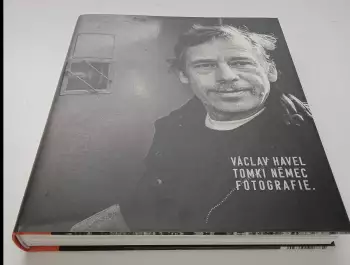 VÁCLAV HAVEL
TOMKI NĚMEC
FOTOGRAFIE.